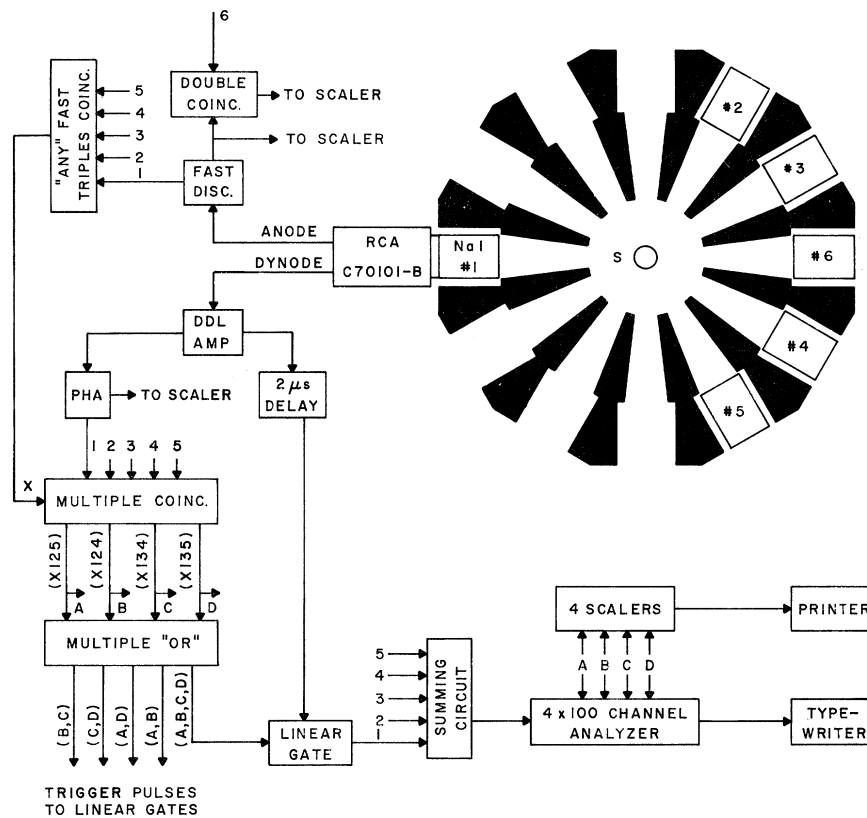 6
"ANY" FAST
TRIPLES COINC.
5
4
3
2
1
DOUBLE
COINC.
TO SCALER
TO SCALER
FAST
DISC.
ANODE
DYNODE
RCA
C70101-B
NaI
#1
S
#2
#3
#6
#4
#5
DDL
AMP
PHA
TO SCALER
2 μs
DELAY
1 2 3 4 5
X
MULTIPLE COINC.
(X125)
(X124)
(X134)
(X135)
A
B
C
D
MULTIPLE "OR"
(B,C)
(C,D)
(A,D)
(A,B)
(A,B,C,D)
TRIGGER PULSES
TO LINEAR GATES
LINEAR
GATE
5
4
3
2
1
SUMMING
CIRCUIT
4 SCALERS
PRINTER
A B C D
4 x 100 CHANNEL
ANALYZER
TYPE-
WRITER